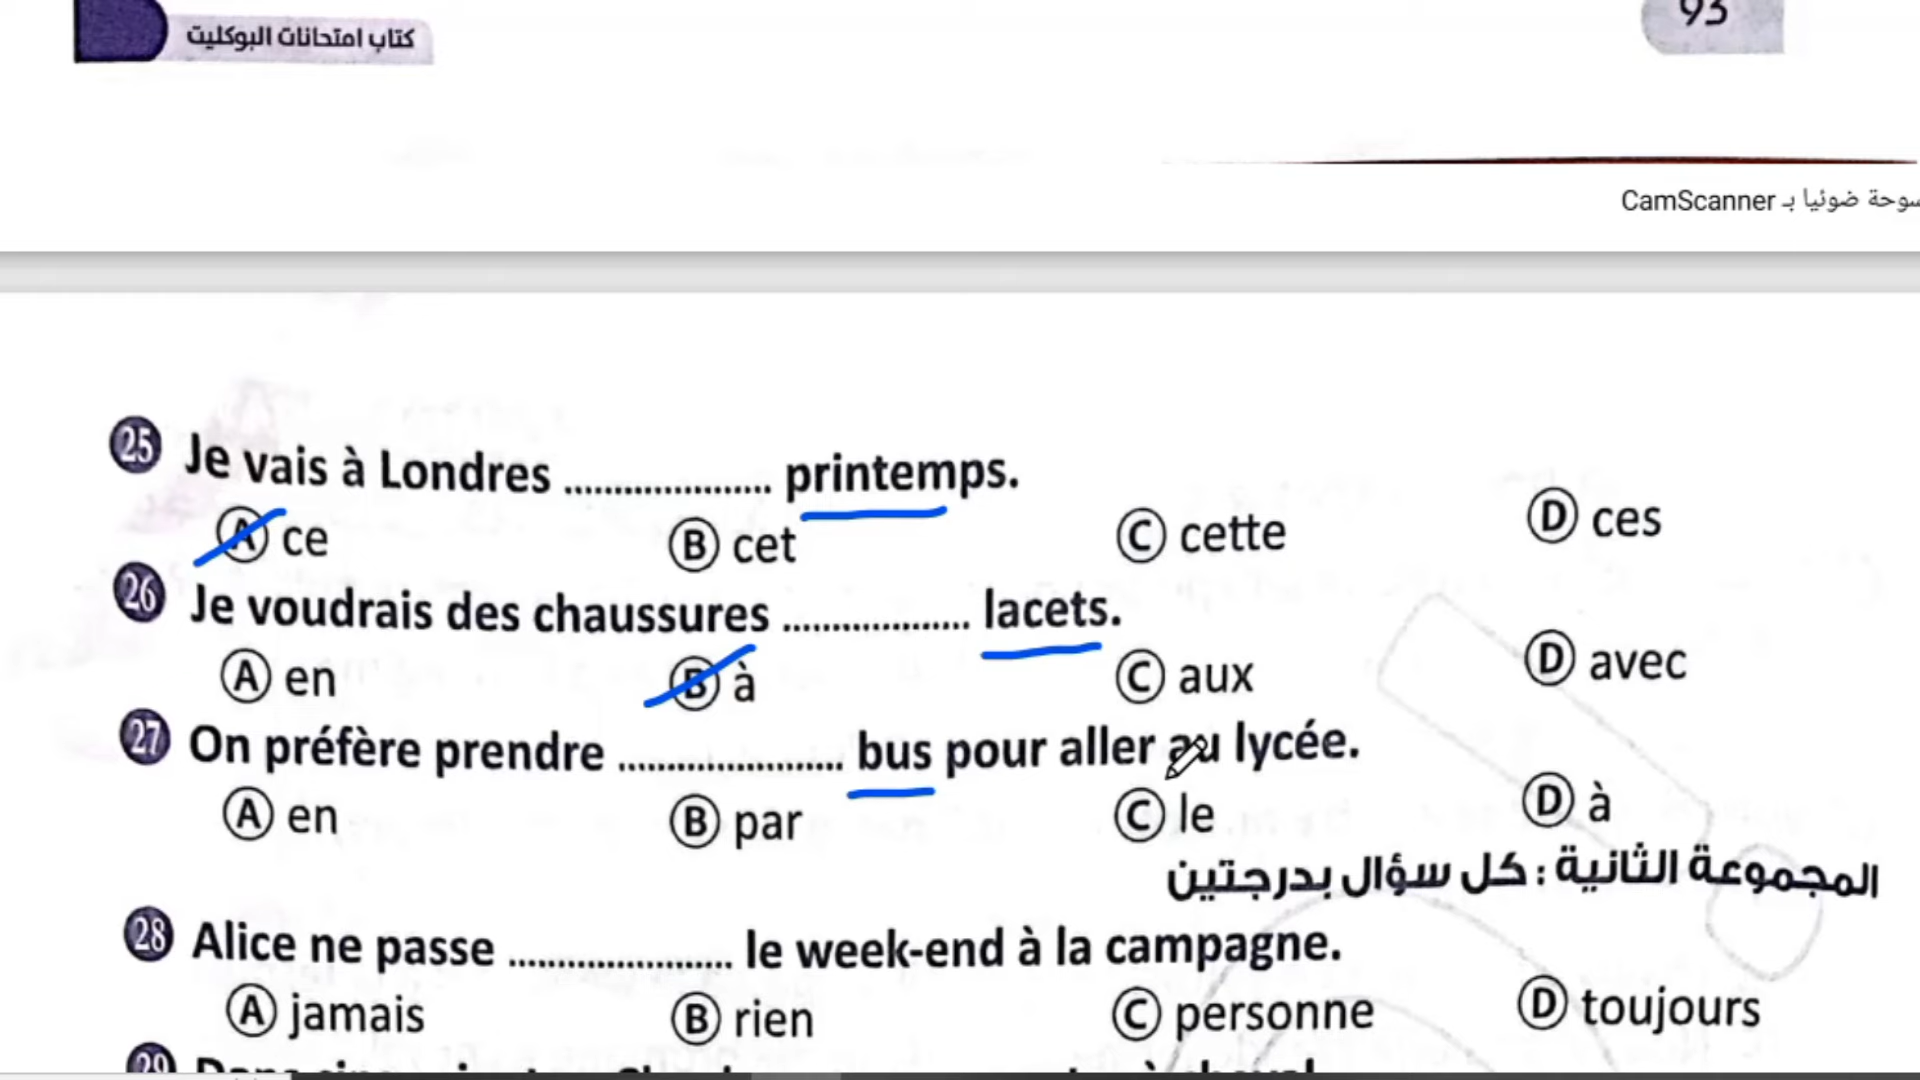 كتاب امتحانات البوكليت
93
CamScanner ضوئيا بـ
25 Je vais à Londres .................... printemps.
A ce B cet C cette D ces
26 Je voudrais des chaussures .................. lacets.
A en B à C aux D avec
27 On préfère prendre ...................... bus pour aller au lycée.
A en B par C le D à
المجموعة الثانية : كل سؤال بدرجتين
28 Alice ne passe ...................... le week-end à la campagne.
A jamais B rien C personne D toujours
29